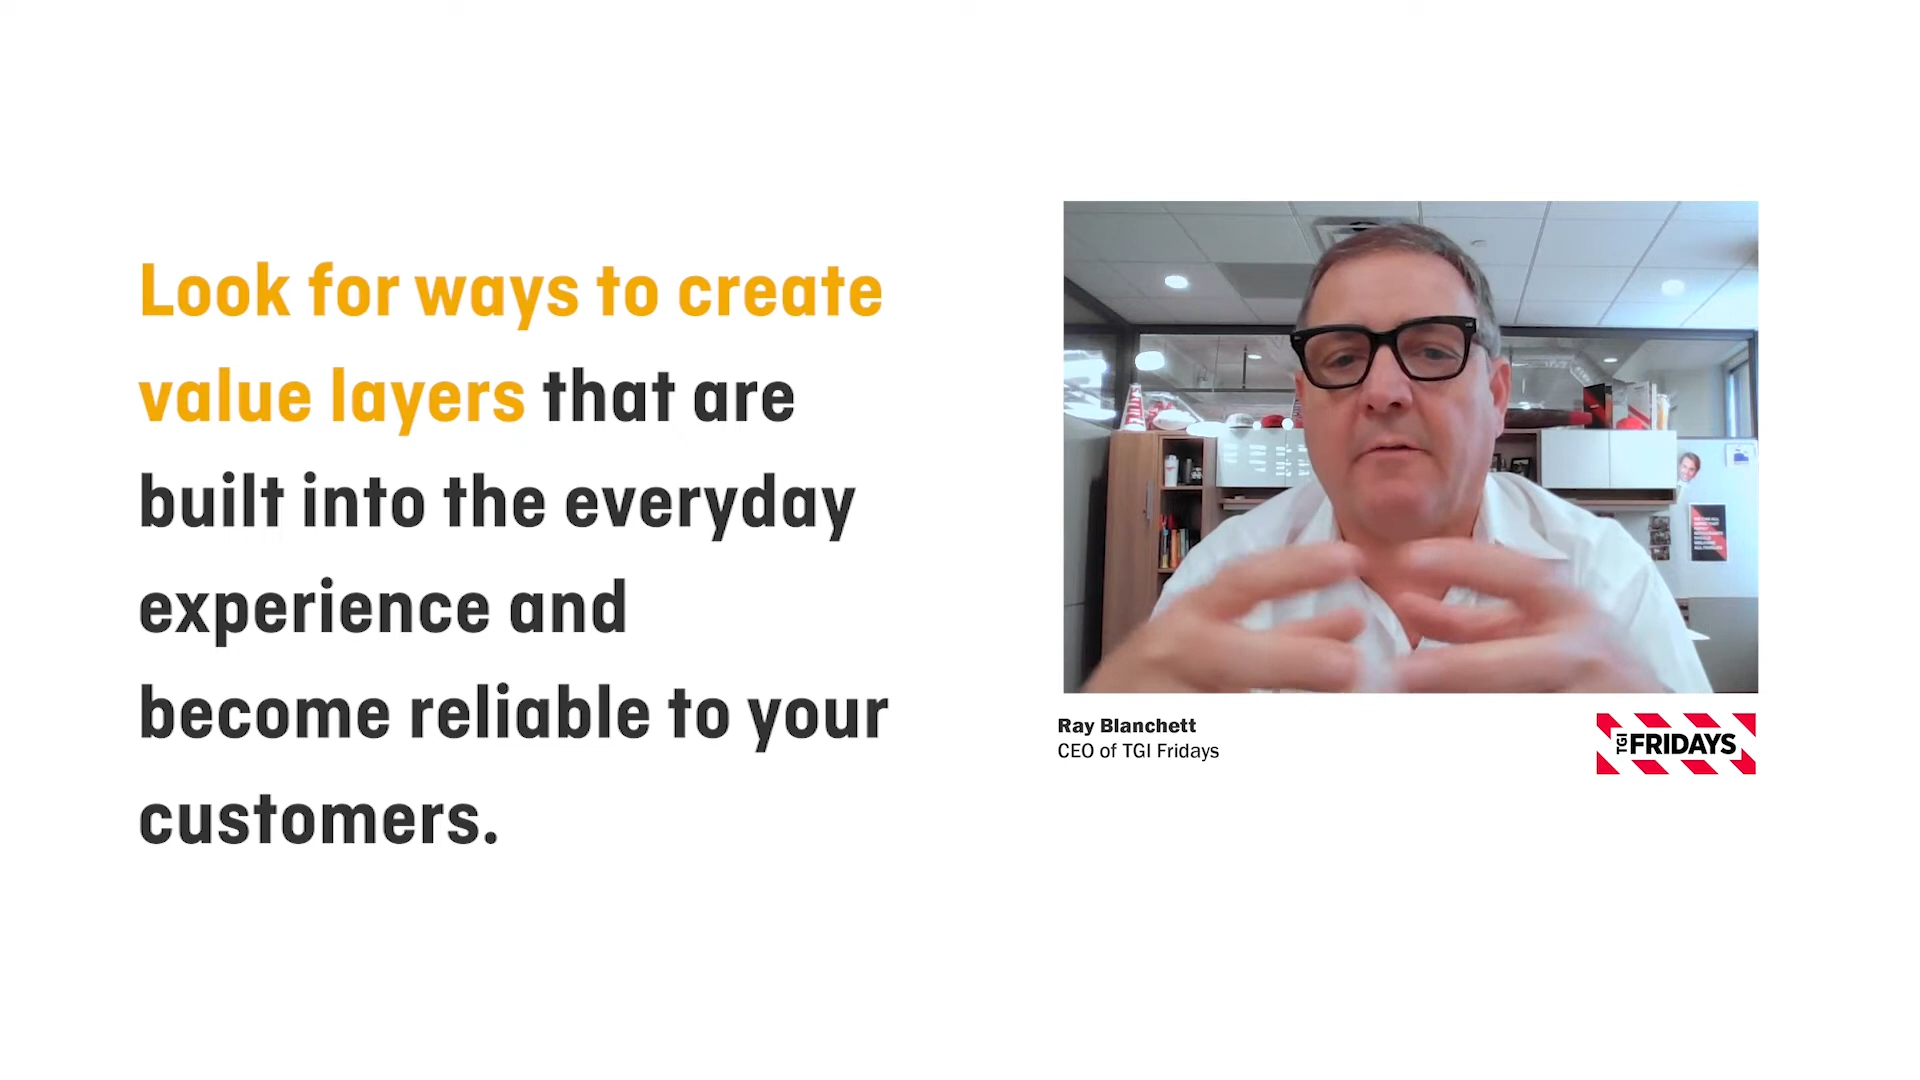 Look for ways to create
value layers that are
built into the everyday
experience and
become reliable to your
customers.
Ray Blanchett
CEO of TGI Fridays
TGI FRIDAYS